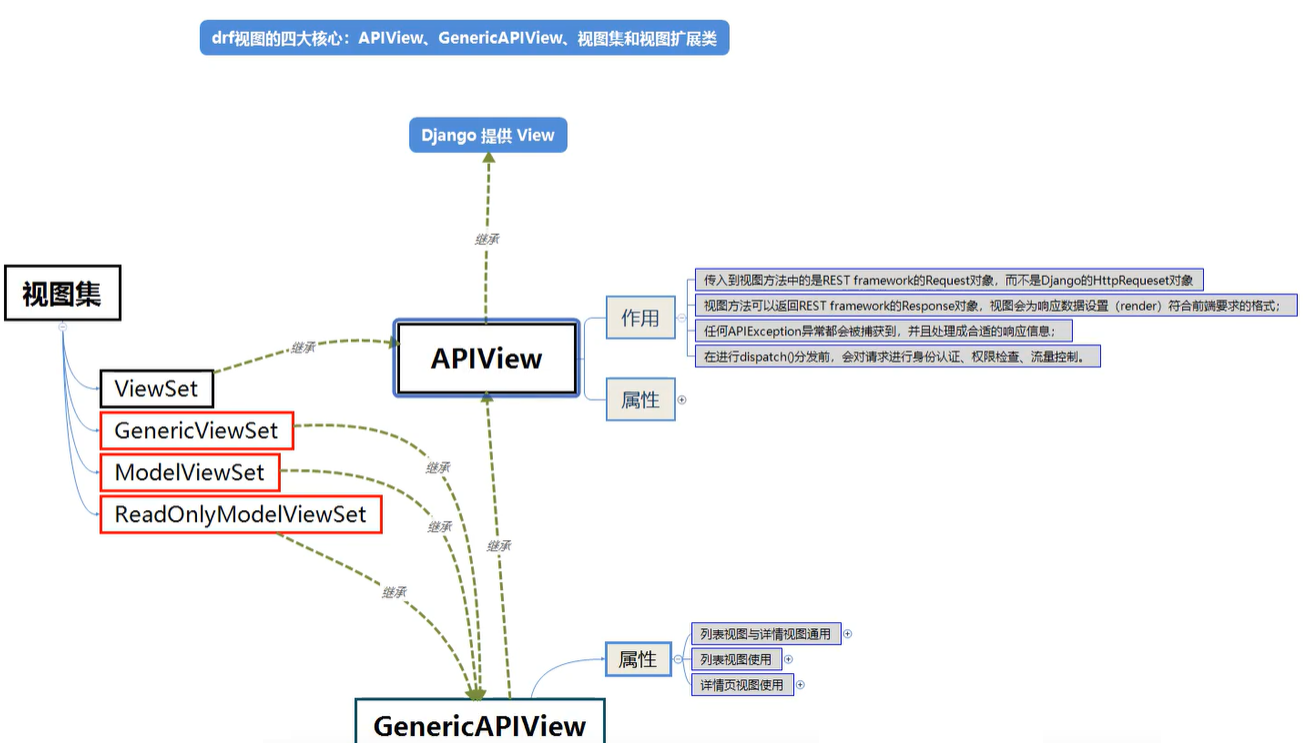 drf视图的四大核心：APIView、GenericAPIView、视图集和视图扩展类
Django 提供 View
继承
视图集
ViewSet
GenericViewSet
ModelViewSet
ReadOnlyModelViewSet
继承
APIView
作用
传入到视图方法中的是REST framework的Request对象，而不是Django的HttpRequeset对象
视图方法可以返回REST framework的Response对象，视图会为响应数据设置（render）符合前端要求的格式；
任何APIException异常都会被捕获到，并且处理成合适的响应信息；
在进行dispatch()分发前，会对请求进行身份认证、权限检查、流量控制。
属性
继承
继承
继承
继承
GenericAPIView
属性
列表视图与详情视图通用
列表视图使用
详情页视图使用